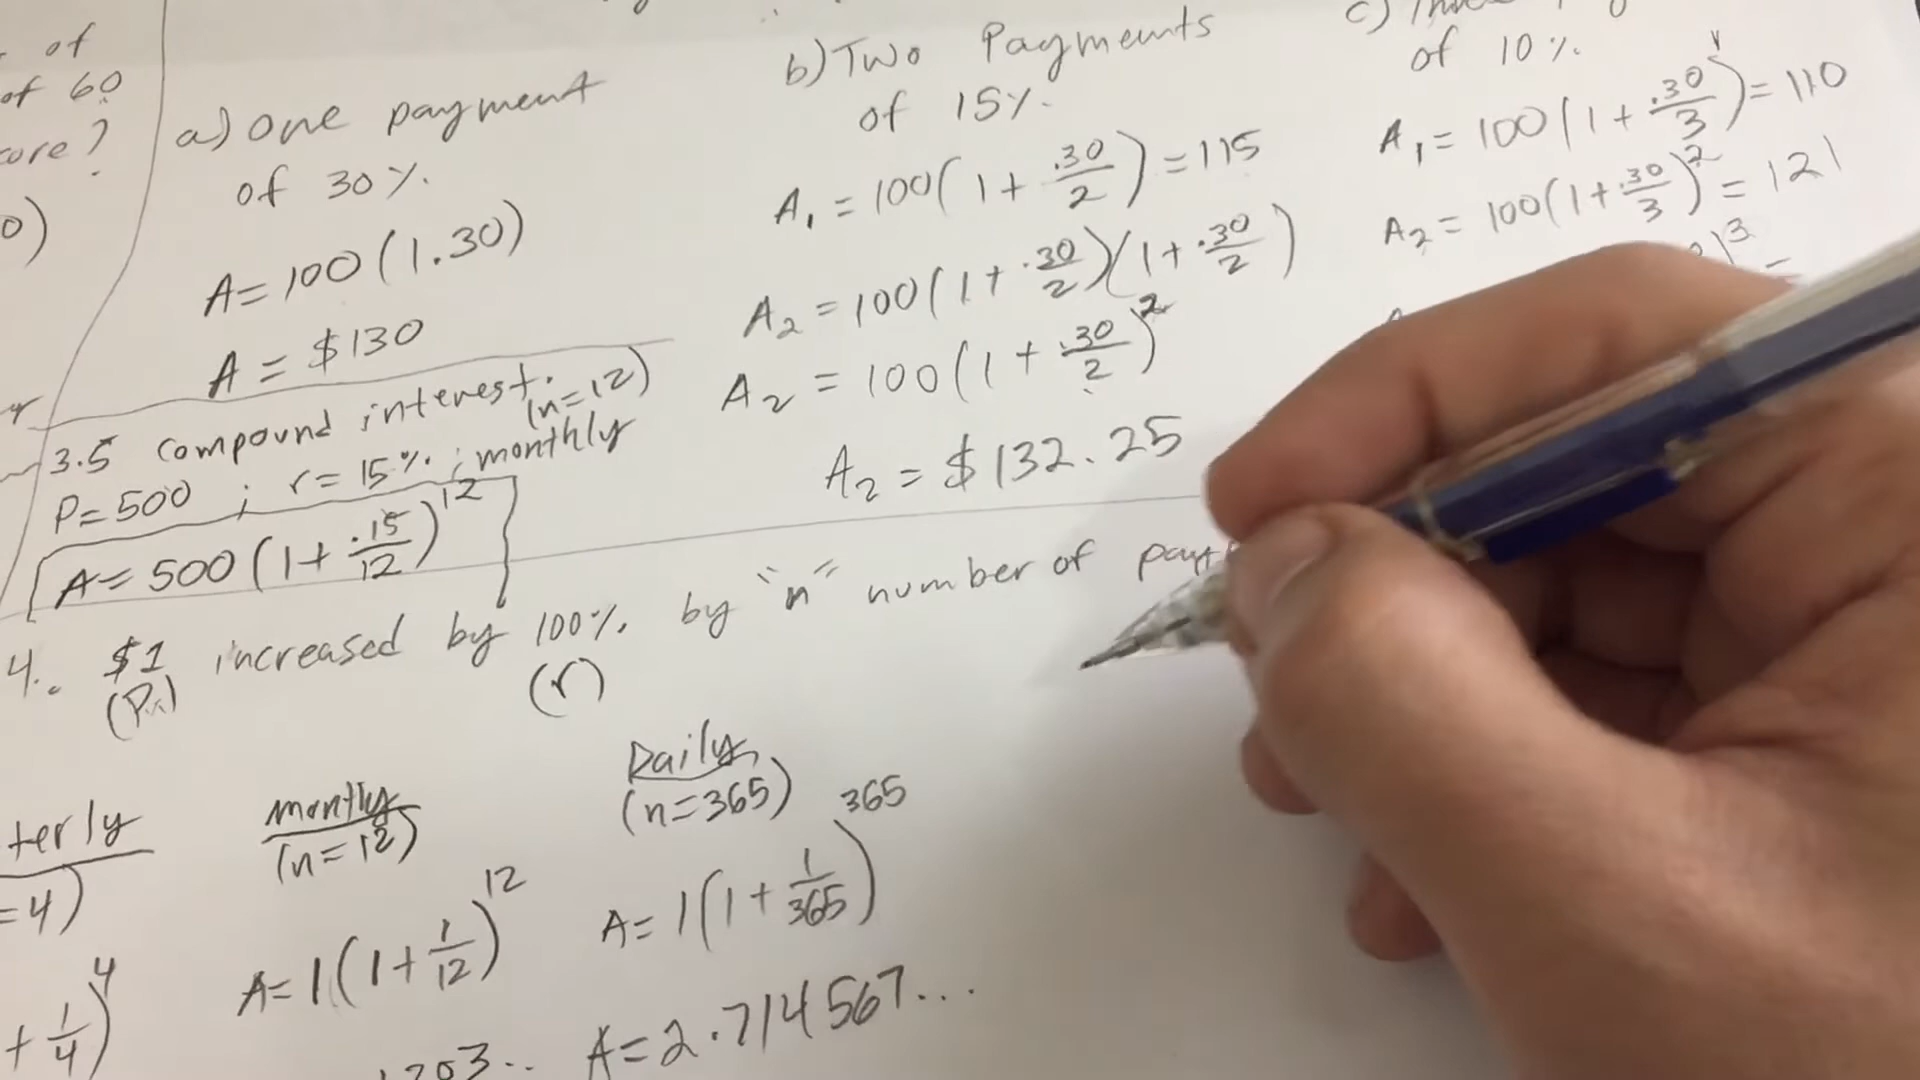 of
of 60
?
a) one payment
of 30%.
A = 100 (1.30)
A = $130
b) Two Payments
of 15%.
A₁ = 100(1 + .30/2) = 115
A₂ = 100(1 + .30/2)(1 + .30/2)
A₂ = 100(1 + .30/2)²
A₂ = $132.25
c)
of 10%.
A₁ = 100(1 + .30/3) = 110
A₂ = 100(1 + .30/3)² = 121
3.5 compound interest.
(n=12)
P=500 ; r=15%. ; monthly
A = 500(1 + .15/12)¹²
4. $1 increased by 100%. by "n" number of
(r)
terly
=4)
+ 1/4)⁴
montly
(n=12)
A = 1(1 + 1/12)¹²
Daily
(n=365)
A = 1(1 + 1/365)³⁶⁵
A = 2.714567...